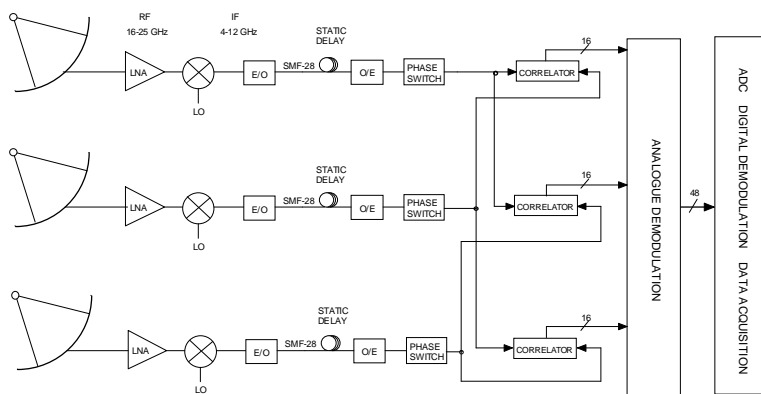 RF
16-25 GHz
IF
4-12 GHz
STATIC
DELAY
LNA
LO
E/O
SMF-28
O/E
PHASE
SWITCH
CORRELATOR
16
STATIC
DELAY
LNA
LO
E/O
SMF-28
O/E
PHASE
SWITCH
CORRELATOR
16
STATIC
DELAY
LNA
LO
E/O
SMF-28
O/E
PHASE
SWITCH
CORRELATOR
16
ANALOGUE DEMODULATION
48
ADC DIGITAL DEMODULATION DATA ACQUISITION